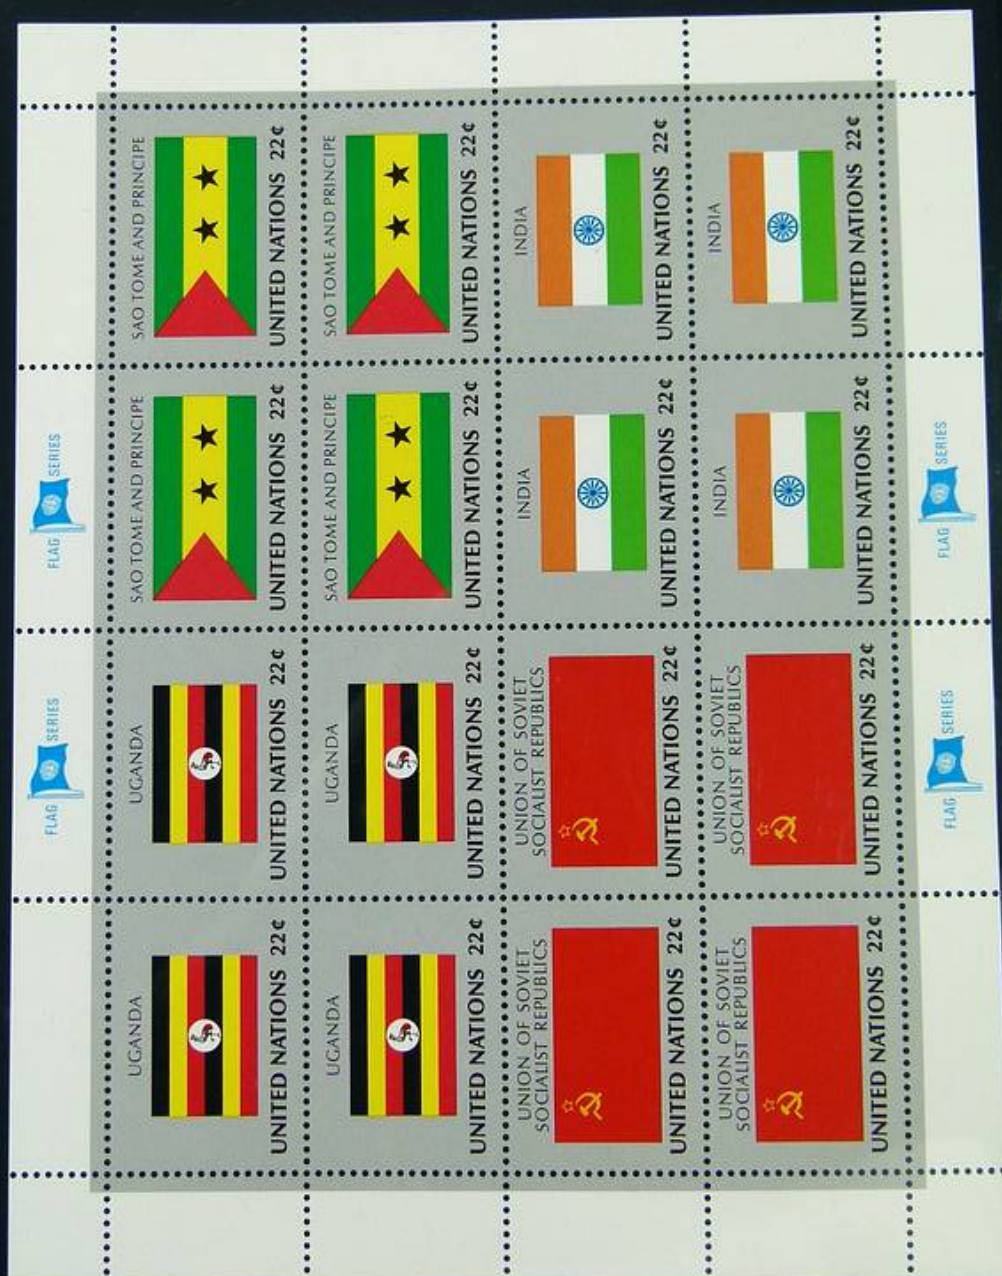 FLAG SERIES
FLAG SERIES
UGANDA
UNITED NATIONS 22¢
UGANDA
UNITED NATIONS 22¢
SAO TOME AND PRINCIPE
UNITED NATIONS 22¢
SAO TOME AND PRINCIPE
UNITED NATIONS 22¢
UGANDA
UNITED NATIONS 22¢
UGANDA
UNITED NATIONS 22¢
SAO TOME AND PRINCIPE
UNITED NATIONS 22¢
SAO TOME AND PRINCIPE
UNITED NATIONS 22¢
UNION OF SOVIET
SOCIALIST REPUBLICS
UNITED NATIONS 22¢
UNION OF SOVIET
SOCIALIST REPUBLICS
UNITED NATIONS 22¢
INDIA
UNITED NATIONS 22¢
INDIA
UNITED NATIONS 22¢
UNION OF SOVIET
SOCIALIST REPUBLICS
UNITED NATIONS 22¢
UNION OF SOVIET
SOCIALIST REPUBLICS
UNITED NATIONS 22¢
INDIA
UNITED NATIONS 22¢
INDIA
UNITED NATIONS 22¢
FLAG SERIES
FLAG SERIES